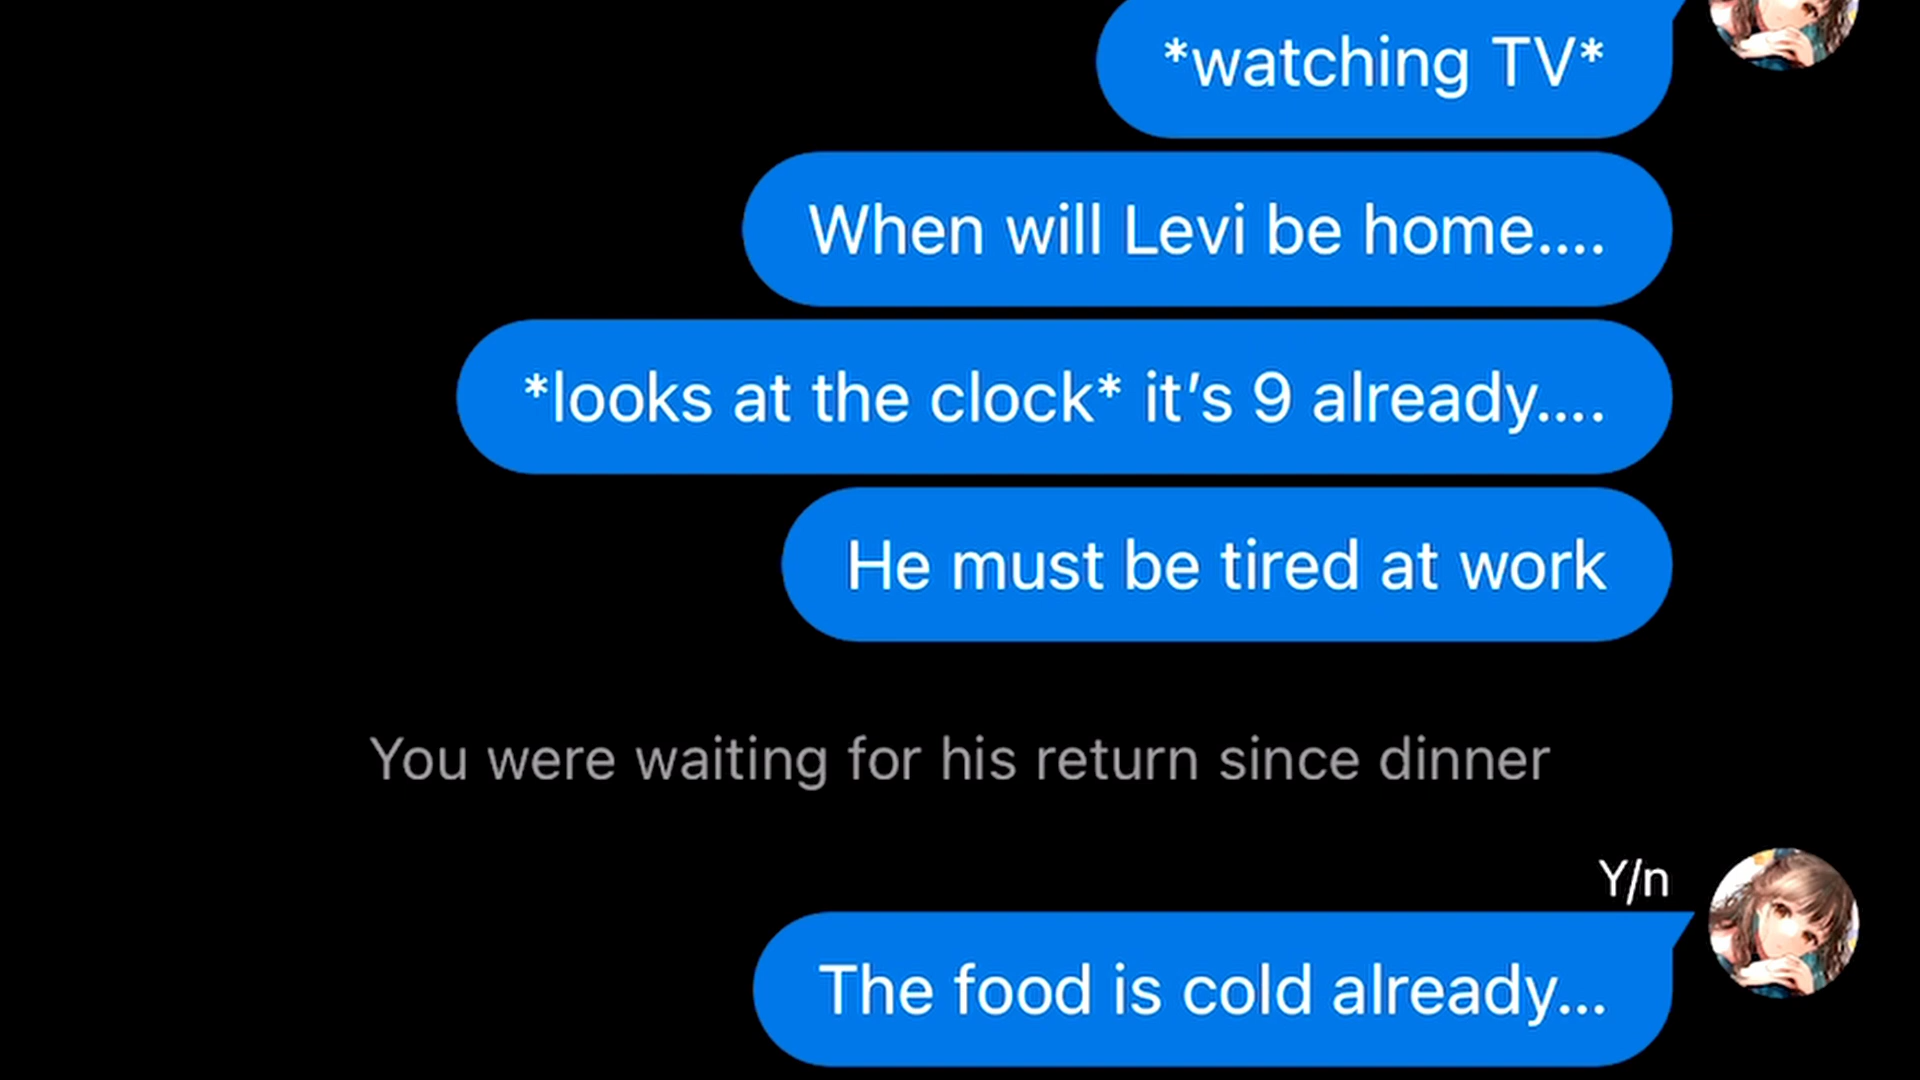 *watching TV*
When will Levi be home....
*looks at the clock* it’s 9 already....
He must be tired at work
You were waiting for his return since dinner
Y/n
The food is cold already...